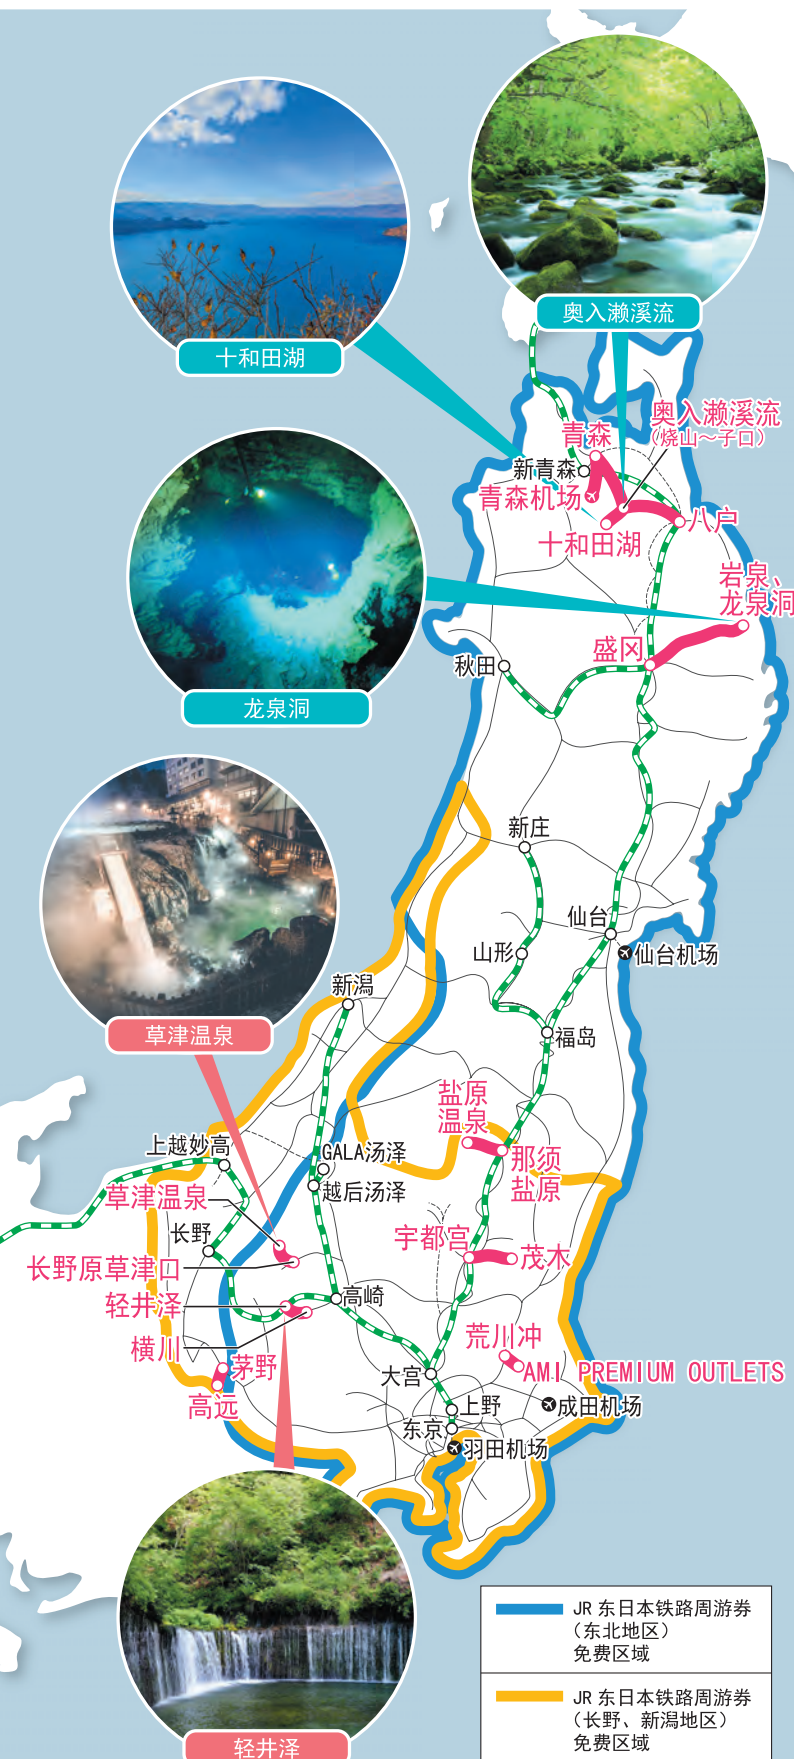 奥入濑溪流
十和田湖
奥入濑溪流
(烧山～子口)
青森
新青森
青森机场
八户
十和田湖
岩泉、
龙泉洞
盛冈
秋田
龙泉洞
新庄
仙台
山形
仙台机场
新潟
草津温泉
福岛
盐原
温泉
上越妙高
GALA汤泽
那须
盐原
越后汤泽
草津温泉
长野
宇都宫
茂木
长野原草津口
轻井泽
高崎
横川
荒川冲
茅野
大宫
AMI PREMIUM OUTLETS
高远
上野
成田机场
东京
羽田机场
JR 东日本铁路周游券
（东北地区）
免费区域
JR 东日本铁路周游券
（长野、新潟地区）
免费区域
轻井泽